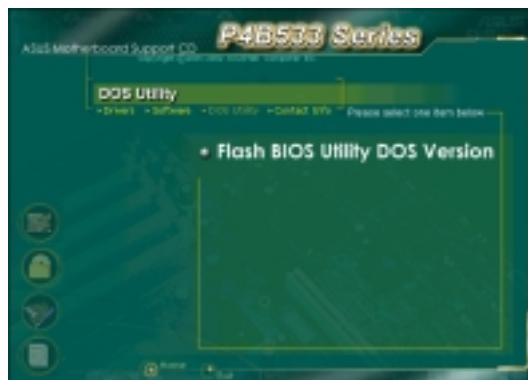 P4B533 Series
ASUS Motherboard Support CD
DOS Utility
Drivers Software DOS Utility Contact Info
Please select one item below
Flash BIOS Utility DOS Version